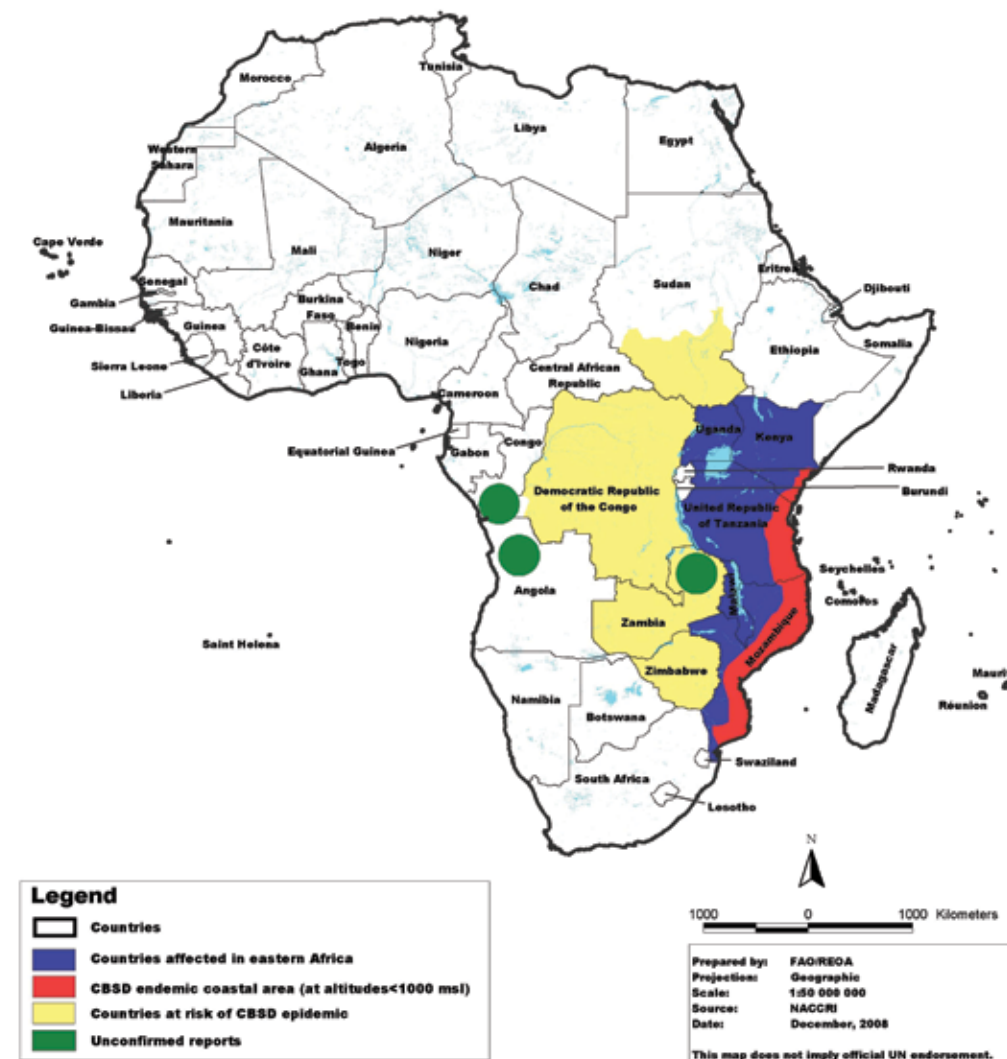 Tunisia
Morocco
Algeria
Libya
Egypt
Western
Sahara
Mauritania
Mali
Niger
Chad
Sudan
Eritrea
Cape Verde
Senegal
Gambia
Guinea-Bissau
Guinea
Burkina
Faso
Benin
Nigeria
Djibouti
Ethiopia
Somalia
Sierra Leone
Côte
d'Ivoire
Ghana
Togo
Liboria
Central African
Republic
Cameroon
Equatorial Guinea
Gabon
Congo
Uganda
Kenya
Rwanda
Burundi
Democratic Republic
of the Congo
United Republic
of Tanzania
Seychelles
Comoros
Angola
Malawi
Zambia
Mozambique
Saint Helena
Zimbabwe
Madagascar
Mauri
Réunion
Namibia
Botswana
Swaziland
South Africa
Lesotho
N
1000 0 1000 Kilometers
Legend
Countries
Countries affected in eastern Africa
CBSD endemic coastal area (at altitudes<1000 msl)
Countries at risk of CBSD epidemic
Unconfirmed reports
Prepared by: FAO/REOA
Projection: Geographic
Scale: 1:50 000 000
Source: NACCRI
Date: December, 2008
This map does not imply official UN endorsement.